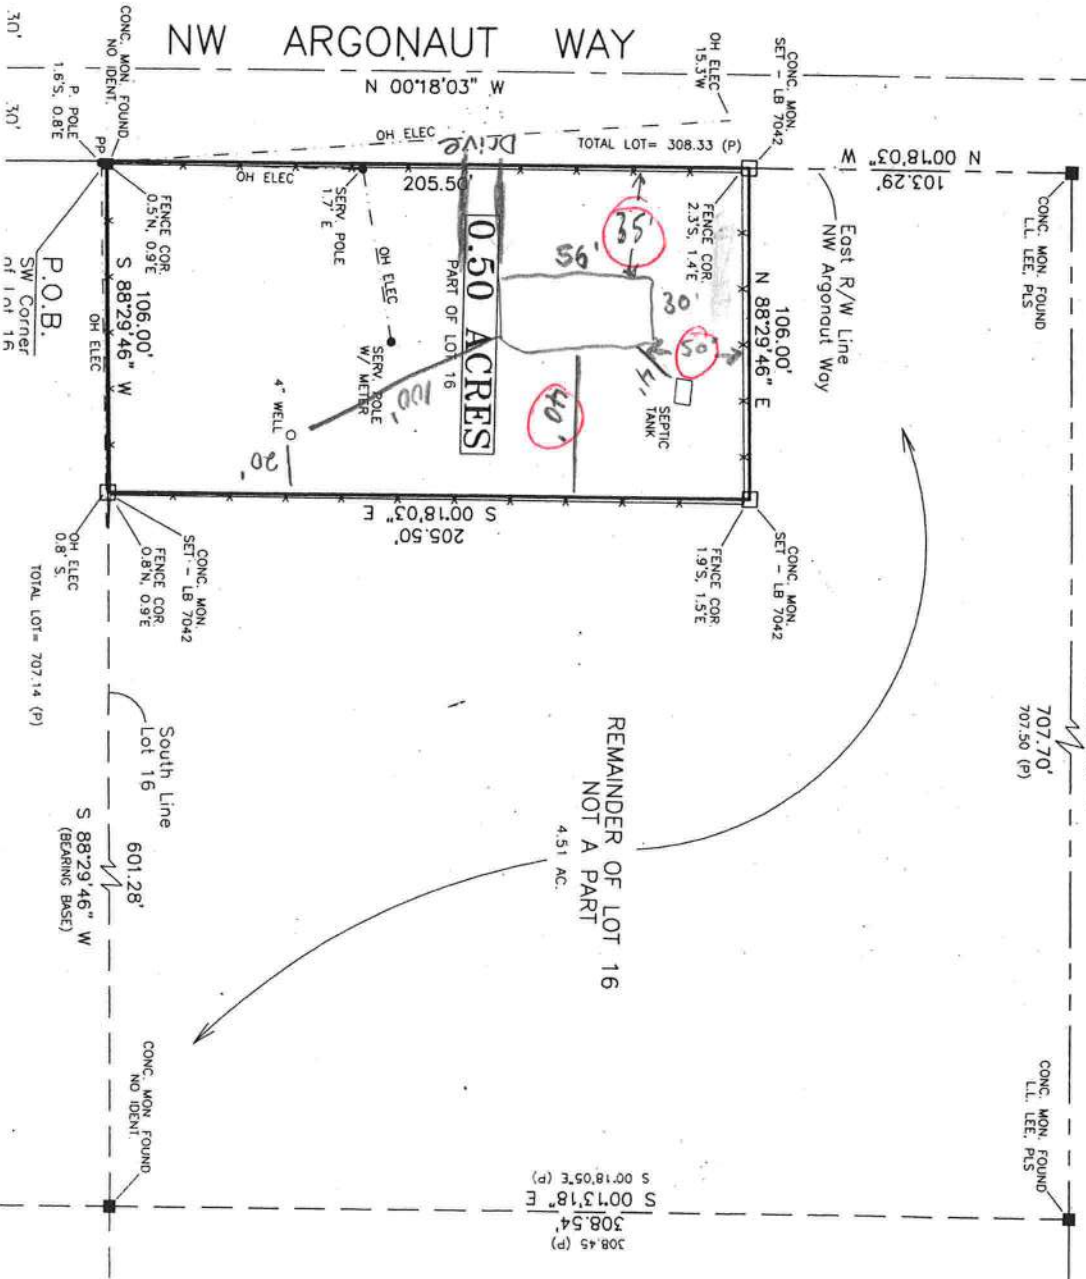 NW ARGONAUT WAY
N 00°18'03" W
30'
30'
CONC. MON. FOUND
NO IDENT.
P. POLE
1.6'S, 0.8'E
PP
OH ELEC
15.3'W
CONC. MON.
SET - LB 7042
OH ELEC
Drive
TOTAL LOT= 308.33 (P)
N 00°18'03" W
103.29'
CONC. MON. FOUND
L.L. LEE, PLS
East R/W Line
NW Argonaut Way
OH ELEC
205.50'
SERV. POLE
1.7' E
OH ELEC
FENCE COR.
0.5'N, 0.9'E
FENCE COR.
2.3'S, 1.4'E
35'
56'
30'
50'
40'
100'
20'
0.50 ACRES
PART OF LOT 16
SERV. POLE
W/ METER
4" WELL
SEPTIC
TANK
106.00'
N 88°29'46" E
106.00'
S 88°29'46" W
OH ELEC
P.O.B.
SW Corner
of Lot 16
S 00°18'03" E
205.50'
CONC. MON.
SET - LB 7042
FENCE COR.
1.9'S, 1.5'E
CONC. MON.
SET - LB 7042
FENCE COR.
0.8'N, 0.9'E
OH ELEC
0.8' S.
TOTAL LOT= 707.14 (P)
South Line
Lot 16
601.28'
S 88°29'46" W
(BEARING BASE)
REMAINDER OF LOT 16
NOT A PART
4.51 AC.
707.70'
707.50 (P)
CONC. MON. FOUND
L.L. LEE, PLS
CONC. MON FOUND
NO IDENT.
S 00°18'05"E (P)
S 00°13'18" E
308.54'
308.45 (P)